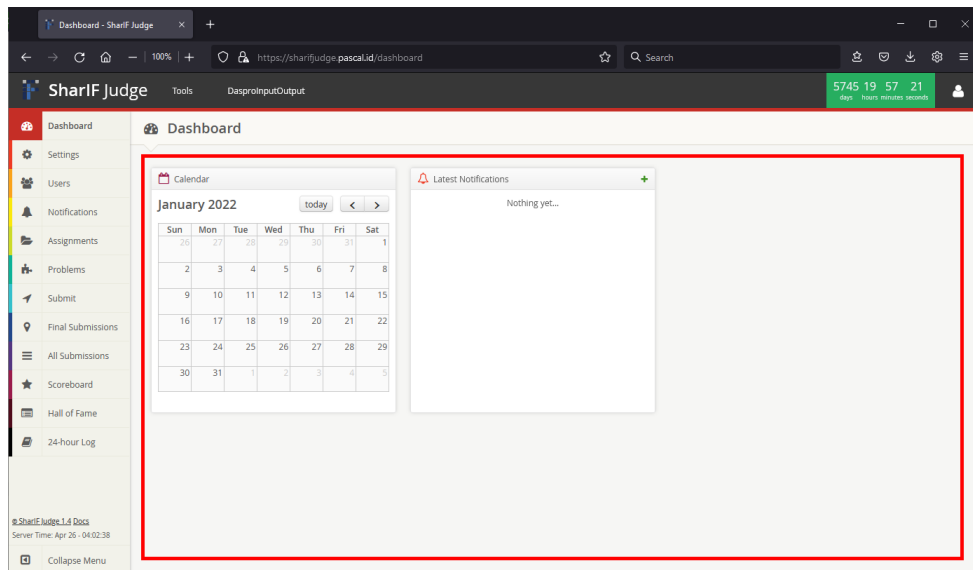 Dashboard - SharIF Judge
100%
https://sharifjudge.pascal.id/dashboard
Search
SharIF Judge
Tools
DasproInputOutput
5745 19 57 21
days hours minutes seconds
Dashboard
Settings
Users
Notifications
Assignments
Problems
Submit
Final Submissions
All Submissions
Scoreboard
Hall of Fame
24-hour Log
© SharIF Judge 1.4 Docs
Server Time: Apr 26 - 04:02:38
Collapse Menu
Dashboard
Calendar
January 2022
today
Sun Mon Tue Wed Thu Fri Sat
26 27 28 29 30 31 1
2 3 4 5 6 7 8
9 10 11 12 13 14 15
16 17 18 19 20 21 22
23 24 25 26 27 28 29
30 31 1 2 3 4 5
Latest Notifications
Nothing yet...